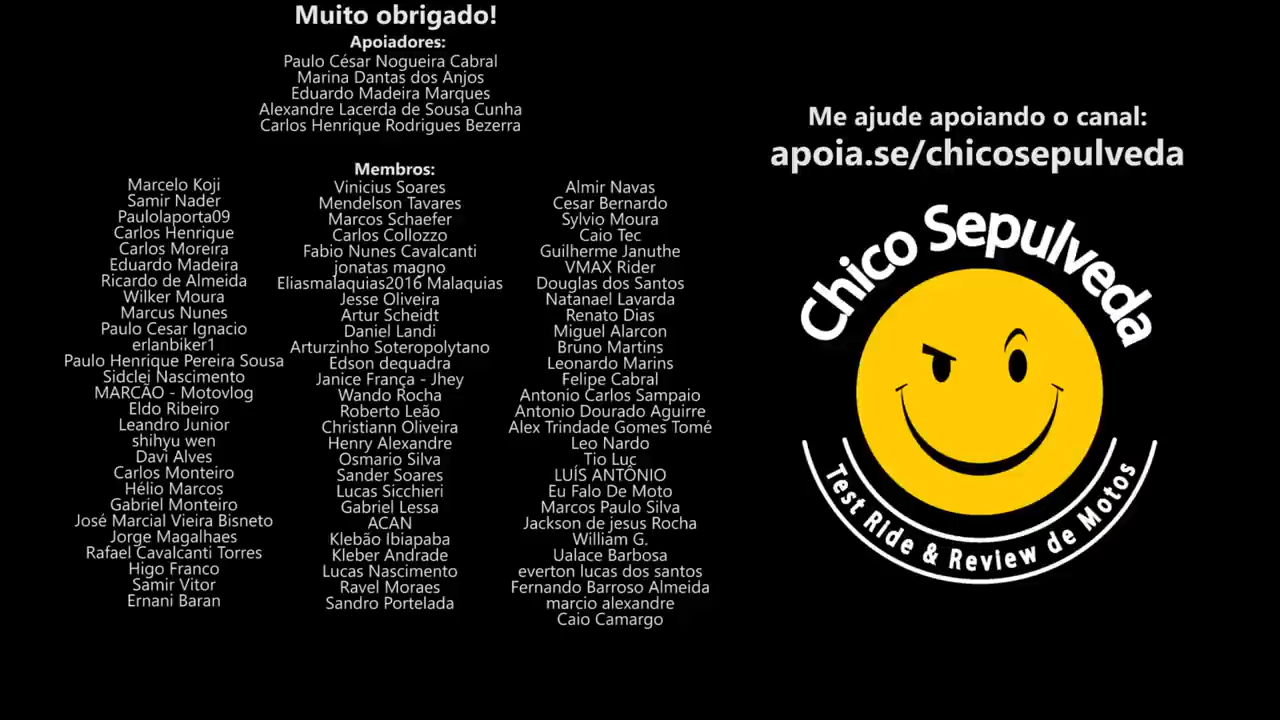 Muito obrigado!
Apoiadores:
Paulo César Nogueira Cabral
Marina Dantas dos Anjos
Eduardo Madeira Marques
Alexandre Lacerda de Sousa Cunha
Carlos Henrique Rodrigues Bezerra
Membros:
Marcelo Koji
Samir Nader
Paulolaporta09
Carlos Henrique
Carlos Moreira
Eduardo Madeira
Ricardo de Almeida
Wilker Moura
Marcus Nunes
Paulo Cesar Ignacio
erlanbiker1
Paulo Henrique Pereira Sousa
Sidclei Nascimento
MARCÃO - Motovlog
Eldo Ribeiro
Leandro Junior
shihyu wen
Davi Alves
Carlos Monteiro
Hélio Marcos
Gabriel Monteiro
José Marcial Vieira Bisneto
Jorge Magalhaes
Rafael Cavalcanti Torres
Higo Franco
Samir Vitor
Ernani Baran
Vinicius Soares
Mendelson Tavares
Marcos Schaefer
Carlos Collozzo
Fabio Nunes Cavalcanti
jonatas magno
Eliasmalaquias2016 Malaquias
Jesse Oliveira
Artur Scheidt
Daniel Landi
Arturzinho Soteropolytano
Edson dequadra
Janice França - Jhey
Wando Rocha
Roberto Leão
Christiann Oliveira
Henry Alexandre
Osmario Silva
Sander Soares
Lucas Sicchieri
Gabriel Lessa
ACAN
Klebão Ibiapaba
Kleber Andrade
Lucas Nascimento
Ravel Moraes
Sandro Portelada
Almir Navas
Cesar Bernardo
Sylvio Moura
Caio Tec
Guilherme Januthe
VMAX Rider
Douglas dos Santos
Natanael Lavarda
Renato Dias
Miguel Alarcon
Bruno Martins
Leonardo Marins
Felipe Cabral
Antonio Carlos Sampaio
Antonio Dourado Aguirre
Alex Trindade Gomes Tomé
Leo Nardo
Tio Luc
LUÍS ANTÔNIO
Eu Falo De Moto
Marcos Paulo Silva
Jackson de jesus Rocha
William G.
Ualace Barbosa
everton lucas dos santos
Fernando Barroso Almeida
marcio alexandre
Caio Camargo
Me ajude apoiando o canal:
apoia.se/chicosepulveda
Chico Sepulveda
Test Ride & Review de Motos